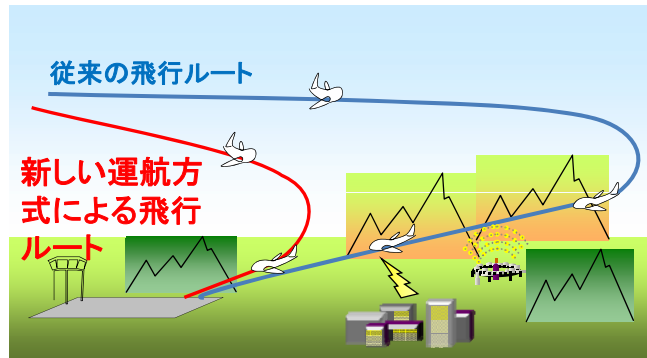 従来の飛行ルート
新しい運航方
式による飛行
ルート